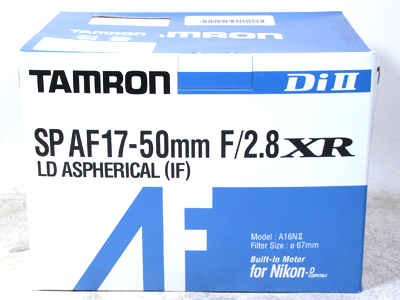 TAMRON Di II
SP AF17-50mm F/2.8 XR
LD ASPHERICAL (IF)
AF
Model : A16NII
Filter Size : ø 67mm
Built-In Motor
for Nikon-D
COMPATIBLE